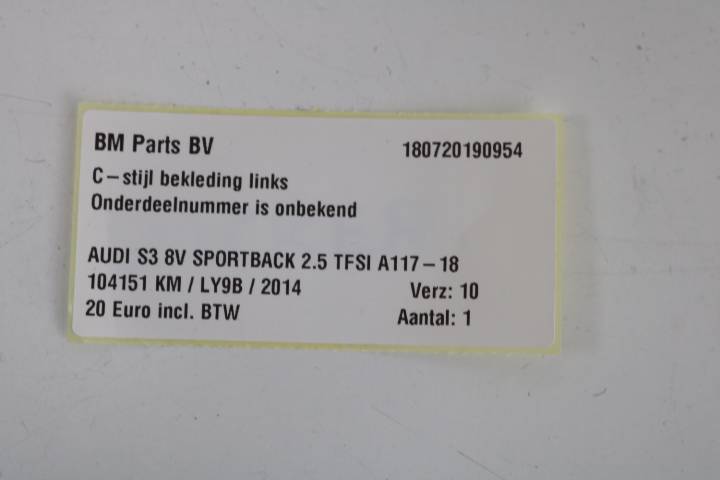 BM Parts BV 180720190954
C-stijl bekleding links
Onderdeelnummer is onbekend
AUDI S3 8V SPORTBACK 2.5 TFSI A117-18
104151 KM / LY9B / 2014 Verz: 10
20 Euro incl. BTW Aantal: 1